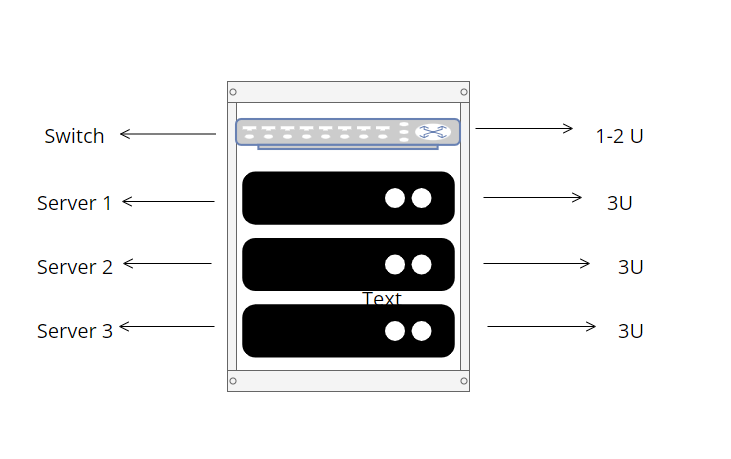 Switch
1-2 U
Server 1
3U
Server 2
3U
Text
Server 3
3U